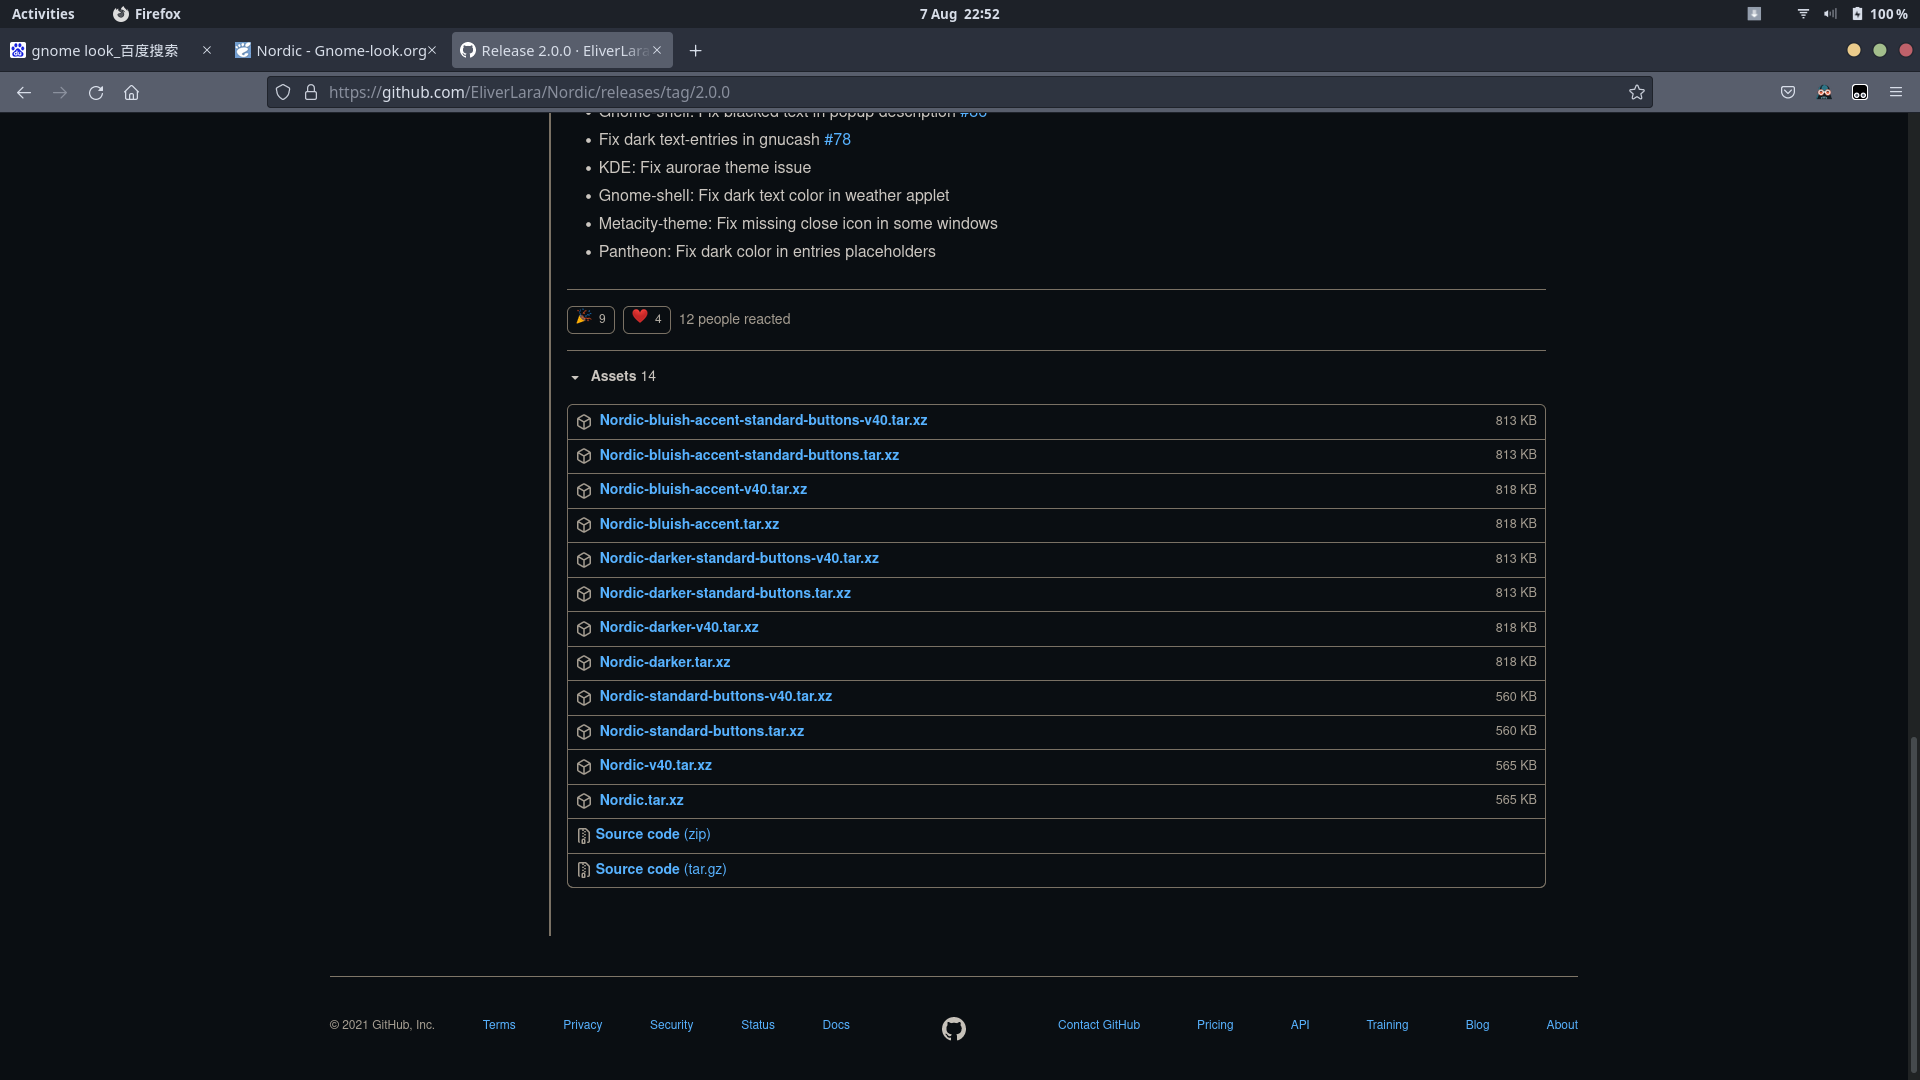 Activities
Firefox
7 Aug 22:52
100 %
gnome look_百度搜索
Nordic - Gnome-look.org
Release 2.0.0 · EliverLara
https://github.com/EliverLara/Nordic/releases/tag/2.0.0
Gnome-shell: Fix blacked text in popup description
Fix dark text-entries in gnucash #78
KDE: Fix aurorae theme issue
Gnome-shell: Fix dark text color in weather applet
Metacity-theme: Fix missing close icon in some windows
Pantheon: Fix dark color in entries placeholders
9
4
12 people reacted
Assets 14
Nordic-bluish-accent-standard-buttons-v40.tar.xz 813 KB
Nordic-bluish-accent-standard-buttons.tar.xz 813 KB
Nordic-bluish-accent-v40.tar.xz 818 KB
Nordic-bluish-accent.tar.xz 818 KB
Nordic-darker-standard-buttons-v40.tar.xz 813 KB
Nordic-darker-standard-buttons.tar.xz 813 KB
Nordic-darker-v40.tar.xz 818 KB
Nordic-darker.tar.xz 818 KB
Nordic-standard-buttons-v40.tar.xz 560 KB
Nordic-standard-buttons.tar.xz 560 KB
Nordic-v40.tar.xz 565 KB
Nordic.tar.xz 565 KB
Source code (zip)
Source code (tar.gz)
© 2021 GitHub, Inc.
Terms
Privacy
Security
Status
Docs
Contact GitHub
Pricing
API
Training
Blog
About